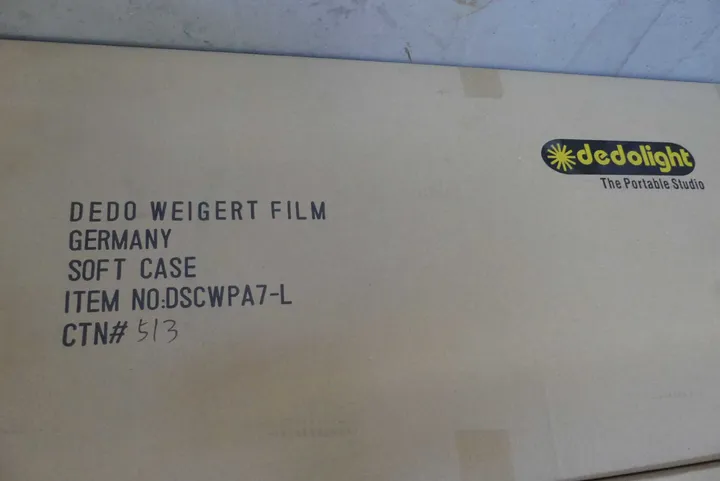 dedolight
The Portable Studio
DEDO WEIGERT FILM
GERMANY
SOFT CASE
ITEM NO:DSCWPA7-L
CTN# 513